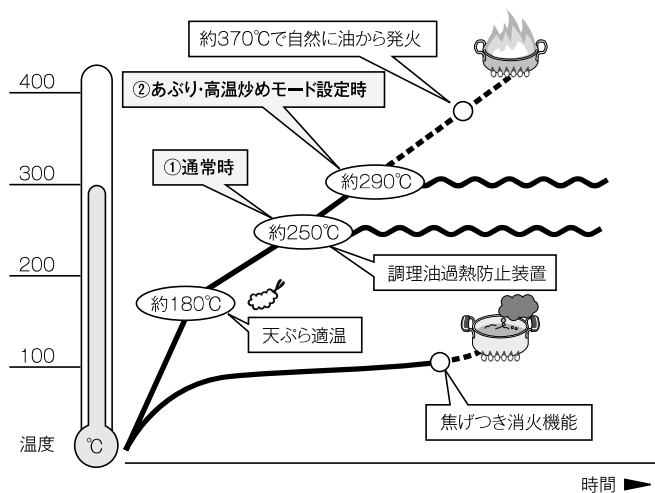 約370℃で自然に油から発火
400
②あぶり・高温炒めモード設定時
300
①通常時
約290℃
約250℃
200
調理油過熱防止装置
約180℃
天ぷら適温
100
焦げつき消火機能
温度
℃
時間